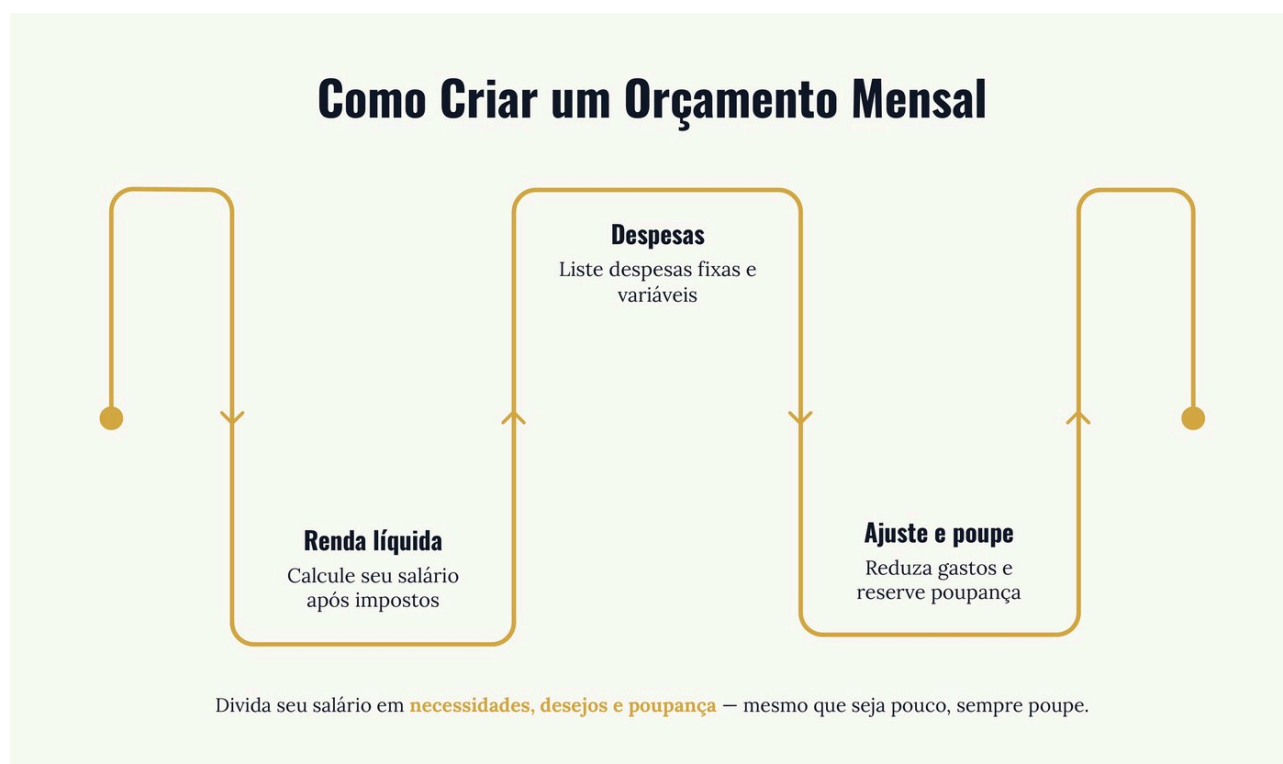 Como Criar um Orçamento Mensal
Renda líquida
Calcule seu salário
após impostos
Despesas
Liste despesas fixas e
variáveis
Ajuste e poupe
Reduza gastos e
reserve poupança
Divida seu salário em necessidades, desejos e poupança — mesmo que seja pouco, sempre poupe.